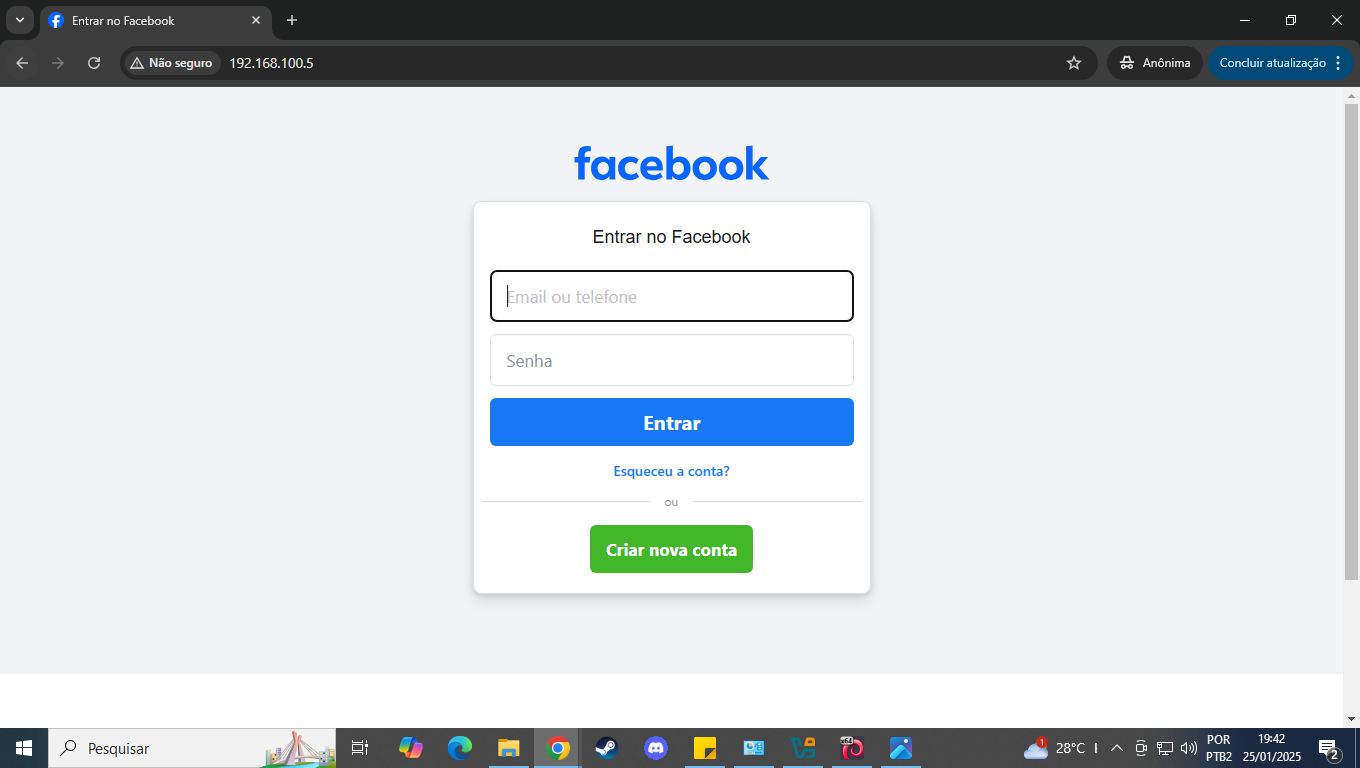 Entrar no Facebook
Não seguro
192.168.100.5
Anônima
Concluir atualização
facebook
Entrar no Facebook
Email ou telefone
Senha
Entrar
Esqueceu a conta?
ou
Criar nova conta
Pesquisar
x64
1
28°C
POR
PTB2
19:42
25/01/2025
2